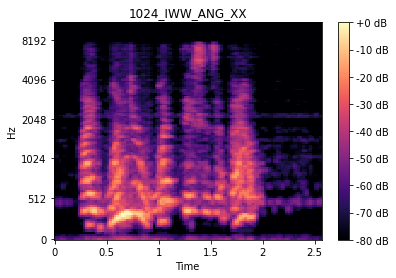 1024_IWW_ANG_XX
8192
4096
2048
1024
512
0
Hz
0
0.5
1
1.5
2
2.5
Time
+0 dB
-10 dB
-20 dB
-30 dB
-40 dB
-50 dB
-60 dB
-70 dB
-80 dB